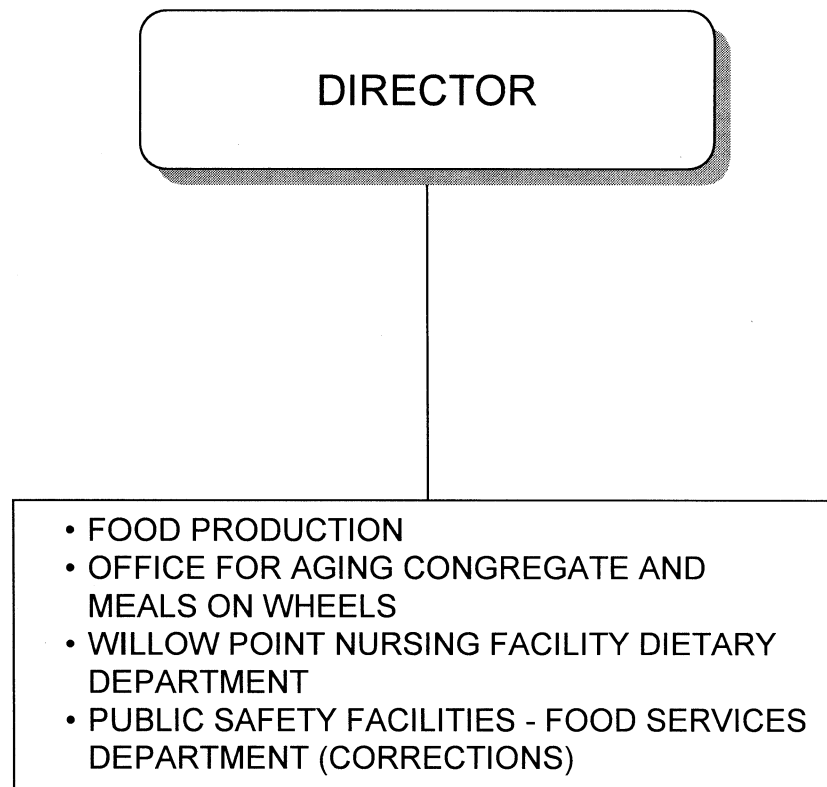 DIRECTOR
• FOOD PRODUCTION
• OFFICE FOR AGING CONGREGATE AND
MEALS ON WHEELS
• WILLOW POINT NURSING FACILITY DIETARY
DEPARTMENT
• PUBLIC SAFETY FACILITIES - FOOD SERVICES
DEPARTMENT (CORRECTIONS)